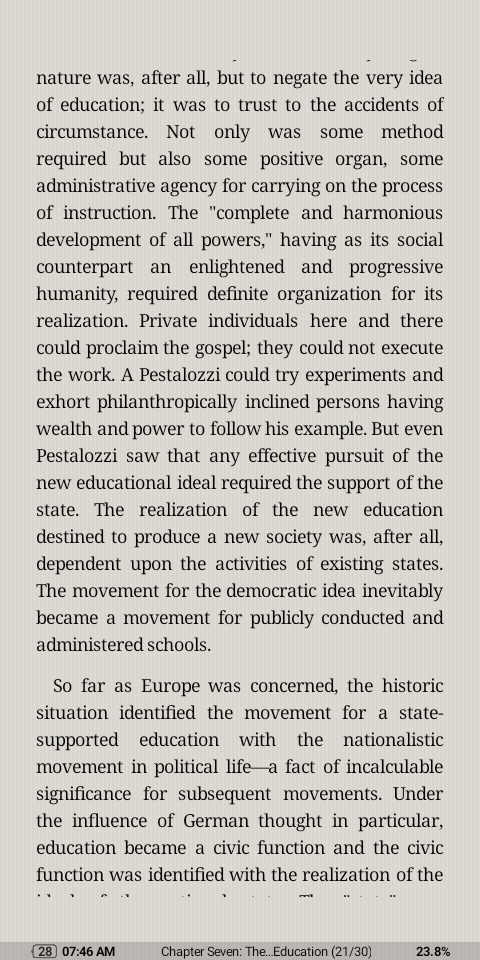 nature was, after all, but to negate the very idea
of education; it was to trust to the accidents of
circumstance. Not only was some method
required but also some positive organ, some
administrative agency for carrying on the process
of instruction. The "complete and harmonious
development of all powers," having as its social
counterpart an enlightened and progressive
humanity, required definite organization for its
realization. Private individuals here and there
could proclaim the gospel; they could not execute
the work. A Pestalozzi could try experiments and
exhort philanthropically inclined persons having
wealth and power to follow his example. But even
Pestalozzi saw that any effective pursuit of the
new educational ideal required the support of the
state. The realization of the new education
destined to produce a new society was, after all,
dependent upon the activities of existing states.
The movement for the democratic idea inevitably
became a movement for publicly conducted and
administered schools.
So far as Europe was concerned, the historic
situation identified the movement for a state-
supported education with the nationalistic
movement in political life—a fact of incalculable
significance for subsequent movements. Under
the influence of German thought in particular,
education became a civic function and the civic
function was identified with the realization of the
28 07:46 AM Chapter Seven: The...Education (21/30) 23.8%